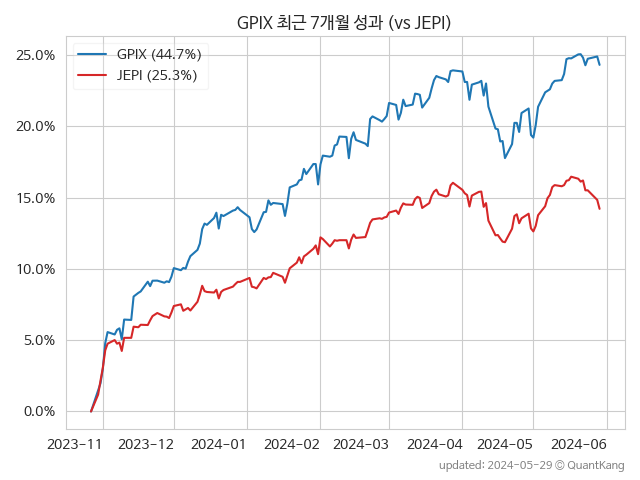 GPIX 최근 7개월 성과 (vs JEPI)
GPIX (44.7%)
JEPI (25.3%)
25.0%
20.0%
15.0%
10.0%
5.0%
0.0%
2023-11 2023-12 2024-01 2024-02 2024-03 2024-04 2024-05 2024-06
updated: 2024-05-29 © QuantKang